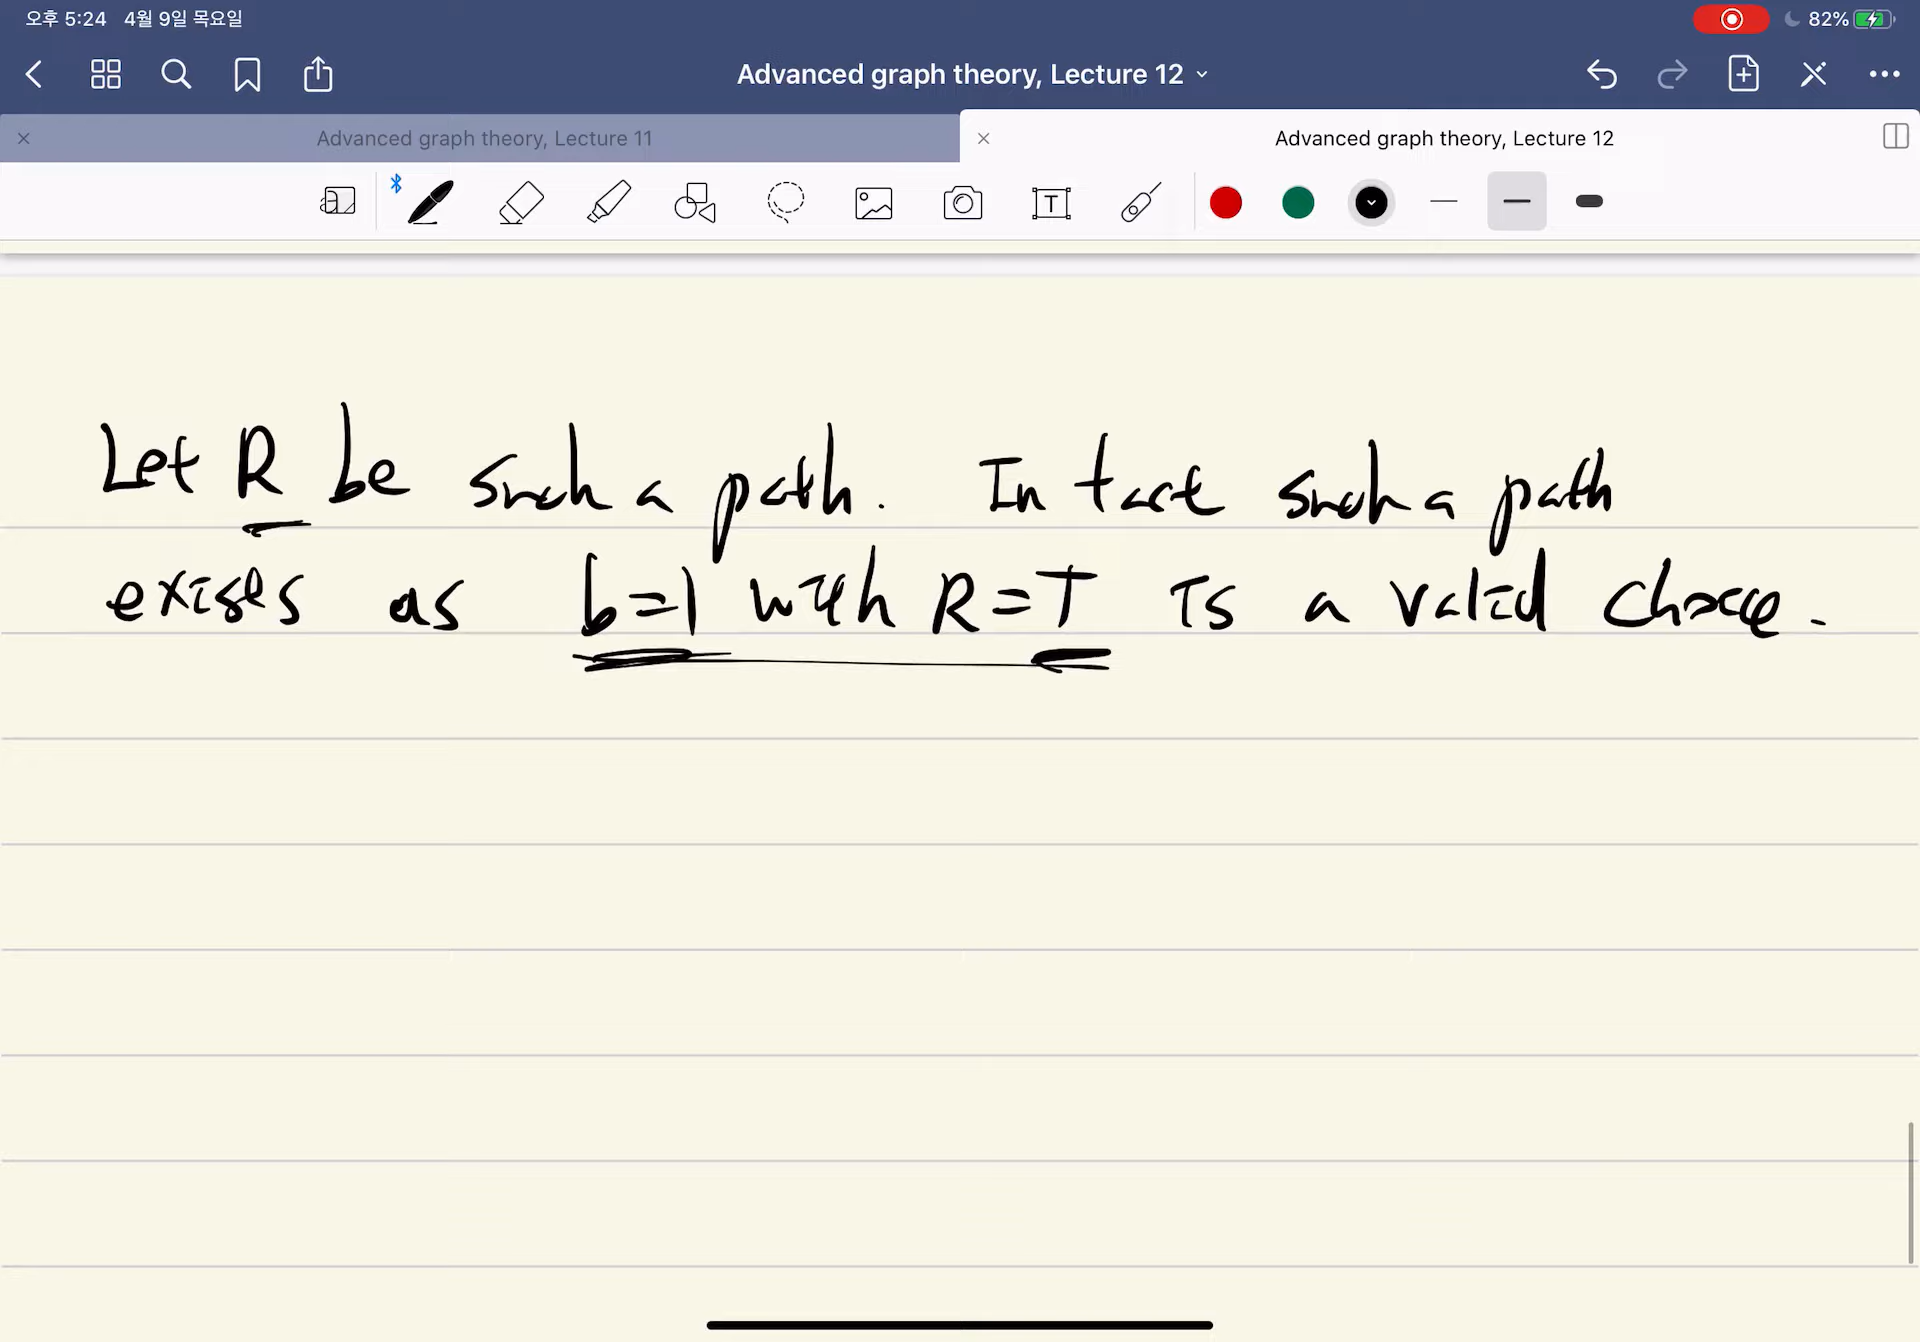 오후 5:24 4월 9일 목요일 82%
Advanced graph theory, Lecture 12
Advanced graph theory, Lecture 11 Advanced graph theory, Lecture 12
Let R be such a path. In fact such a path
exists as b=1 with R=T is a valid choice.